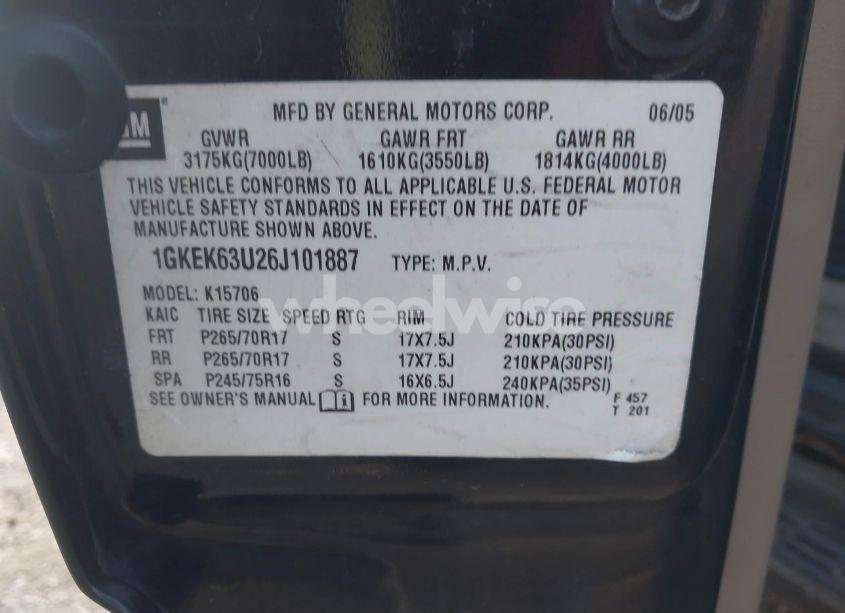 GM ®
MFD BY GENERAL MOTORS CORP. 06/05
GVWR GAWR FRT GAWR RR
3175KG(7000LB) 1610KG(3550LB) 1814KG(4000LB)
THIS VEHICLE CONFORMS TO ALL APPLICABLE U.S. FEDERAL MOTOR
VEHICLE SAFETY STANDARDS IN EFFECT ON THE DATE OF
MANUFACTURE SHOWN ABOVE.
1GKEK63U26J101887 TYPE: M.P.V.
MODEL: K15706
wheelwise
KAIC TIRE SIZE SPEED RTG RIM COLD TIRE PRESSURE
FRT P265/70R17 S 17X7.5J 210KPA(30PSI)
RR P265/70R17 S 17X7.5J 210KPA(30PSI)
SPA P245/75R16 S 16X6.5J 240KPA(35PSI)
SEE OWNER'S MANUAL i FOR MORE INFORMATION. F 457
T 201